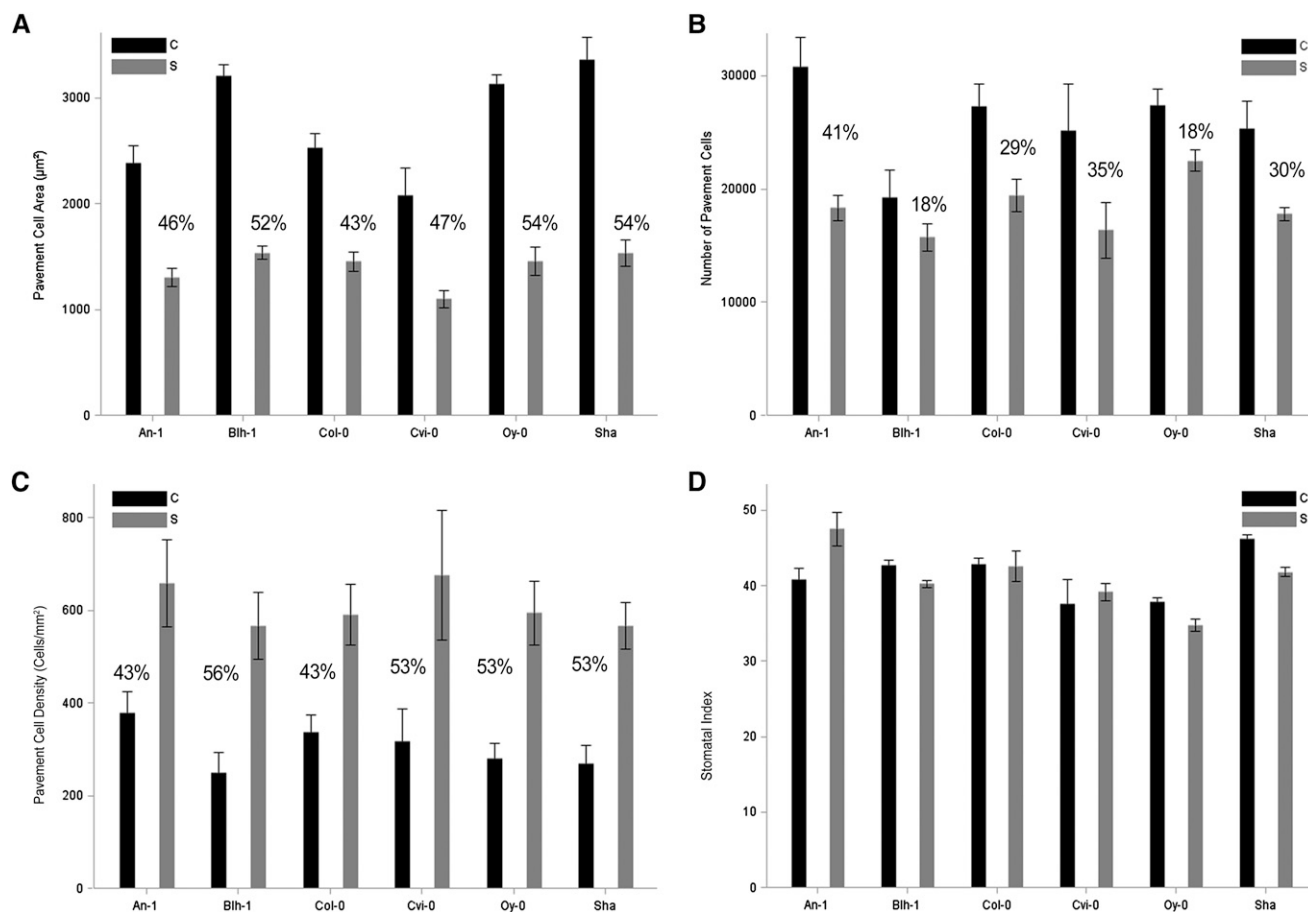 A
C
S
Pavement Cell Area (µm²)
3000
2000
1000
0
46%
52%
43%
47%
54%
54%
An-1
Blh-1
Col-0
Cvi-0
Oy-0
Sha
B
C
S
Number of Pavement Cells
30000
20000
10000
0
41%
18%
29%
35%
18%
30%
An-1
Blh-1
Col-0
Cvi-0
Oy-0
Sha
C
C
S
Pavement Cell Density (Cells/mm²)
800
600
400
200
0
43%
56%
43%
53%
53%
53%
An-1
Blh-1
Col-0
Cvi-0
Oy-0
Sha
D
C
S
Stomatal Index
50
40
30
20
10
0
An-1
Blh-1
Col-0
Cvi-0
Oy-0
Sha